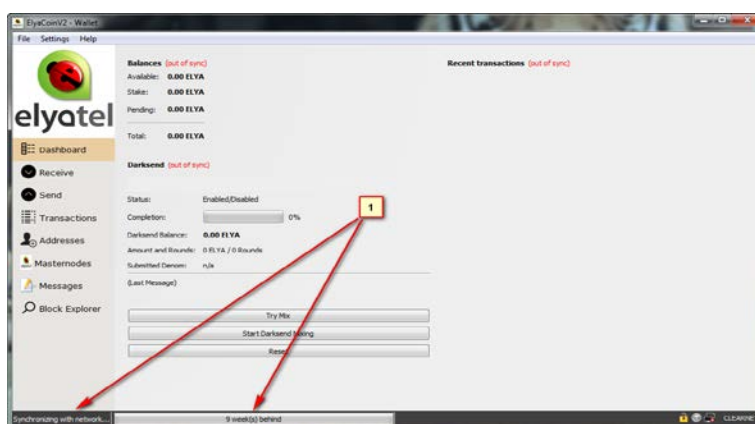 ElyaCoinV2 - Wallet
File Settings Help
elyatel
Dashboard
Receive
Send
Transactions
Addresses
Masternodes
Messages
Block Explorer
Balances (out of sync)
Available: 0.00 ELYA
Stake: 0.00 ELYA
Pending: 0.00 ELYA
Total: 0.00 ELYA
Darksend (out of sync)
Status: Enabled/Disabled
Completion: 0%
Darksend Balance: 0.00 ELYA
Amount and Rounds: 0 ELYA / 0 Rounds
Submitted Denom: n/a
(Last Message)
Try Mix
Start Darksend Mixing
Reset
Recent transactions (out of sync)
1
Synchronizing with network...
9 week(s) behind